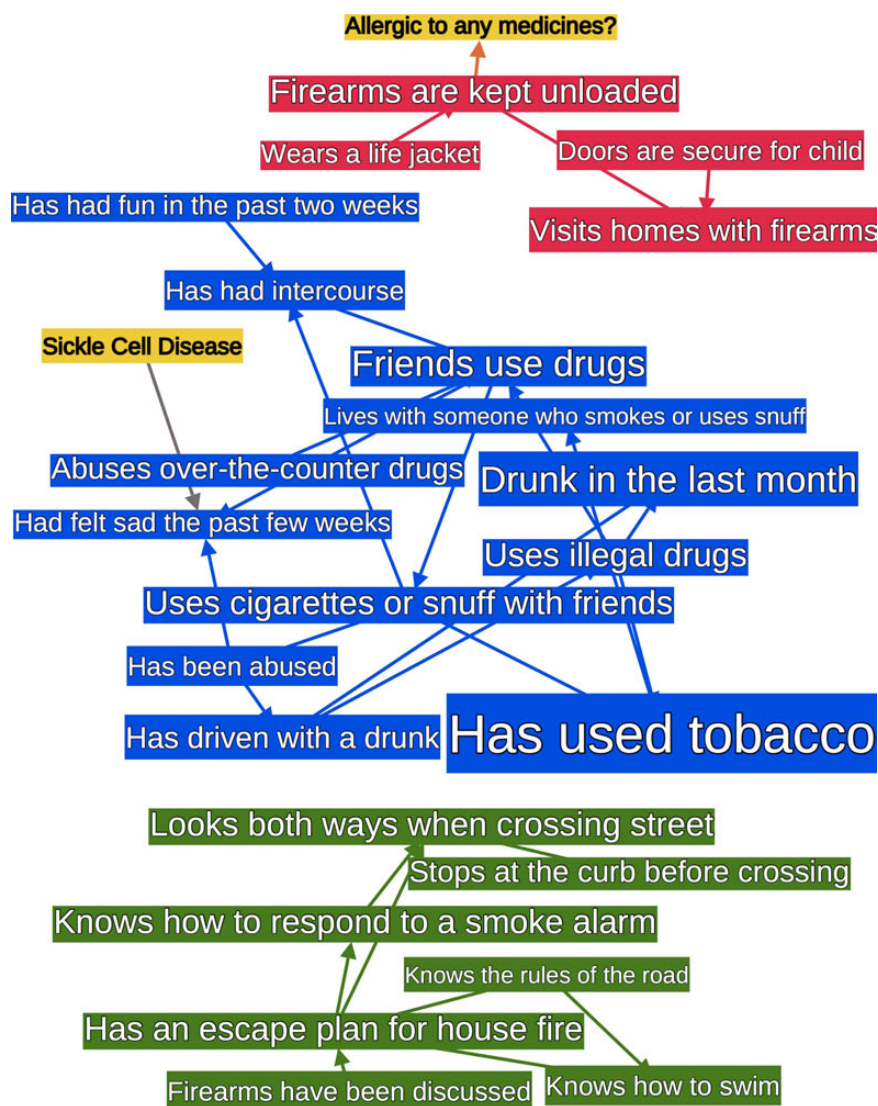 Allergic to any medicines?
Firearms are kept unloaded
Wears a life jacket
Doors are secure for child
Has had fun in the past two weeks
Visits homes with firearms
Has had intercourse
Sickle Cell Disease
Friends use drugs
Lives with someone who smokes or uses snuff
Abuses over-the-counter drugs
Drunk in the last month
Had felt sad the past few weeks
Uses illegal drugs
Uses cigarettes or snuff with friends
Has been abused
Has driven with a drunk
Has used tobacco
Looks both ways when crossing street
Stops at the curb before crossing
Knows how to respond to a smoke alarm
Knows the rules of the road
Has an escape plan for house fire
Firearms have been discussed
Knows how to swim